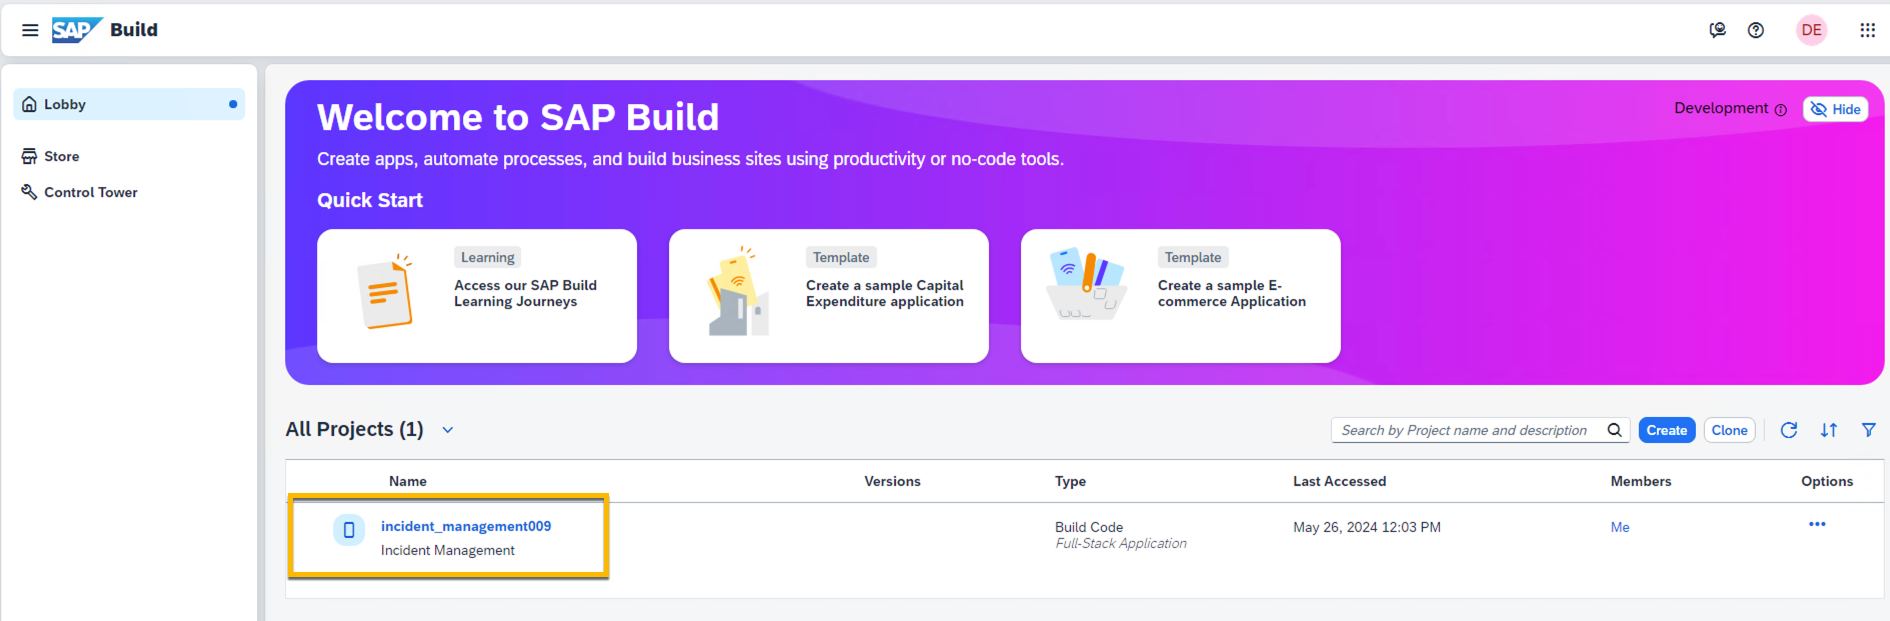 SAP Build
DE
Lobby
Store
Control Tower
Welcome to SAP Build
Development
Hide
Create apps, automate processes, and build business sites using productivity or no-code tools.
Quick Start
Learning
Access our SAP Build
Learning Journeys
Template
Create a sample Capital
Expenditure application
Template
Create a sample E-
commerce Application
All Projects (1)
Search by Project name and description
Create
Clone
Name Versions Type Last Accessed Members Options
incident_management009
Incident Management
Build Code
Full-Stack Application
May 26, 2024 12:03 PM
Me